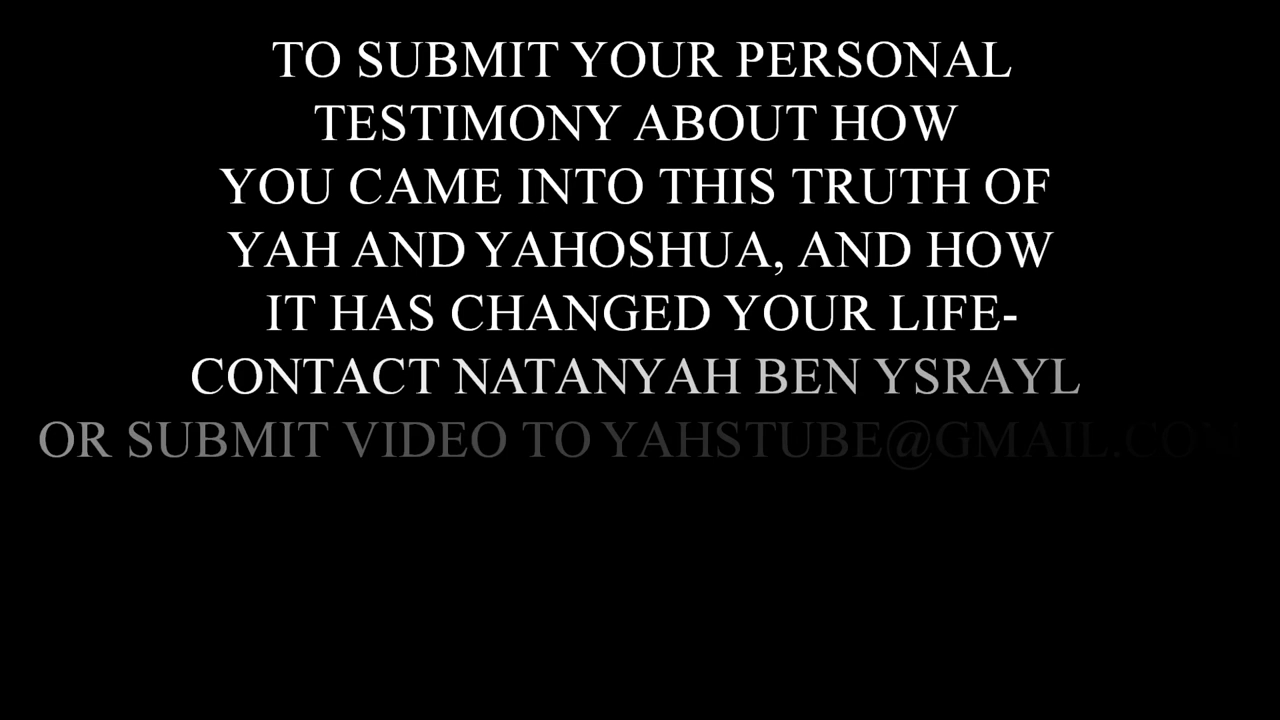 TO SUBMIT YOUR PERSONAL
TESTIMONY ABOUT HOW
YOU CAME INTO THIS TRUTH OF
YAH AND YAHOSHUA, AND HOW
IT HAS CHANGED YOUR LIFE-
CONTACT NATANYAH BEN YSRAYL
OR SUBMIT VIDEO TO YAHSTUBE@GMAIL.COM